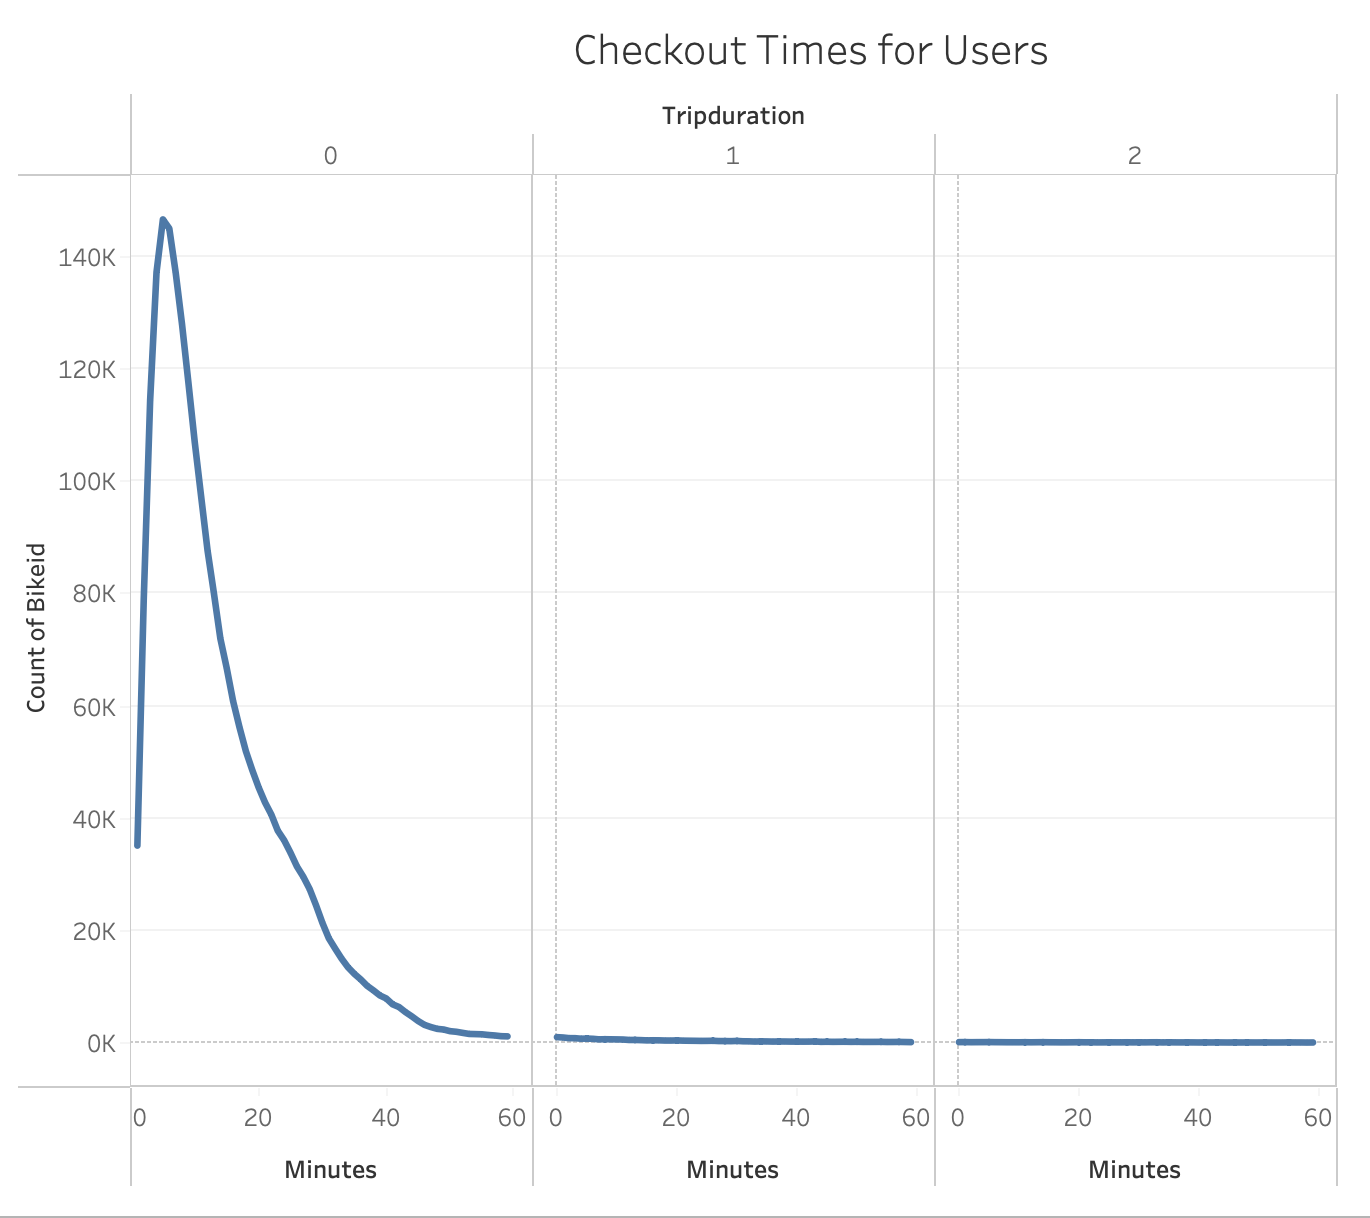 Checkout Times for Users
Tripduration
0 1 2
140K
120K
100K
80K
60K
40K
20K
0K
Count of Bikeid
0 20 40 60 0 20 40 60 0 20 40 60
Minutes Minutes Minutes